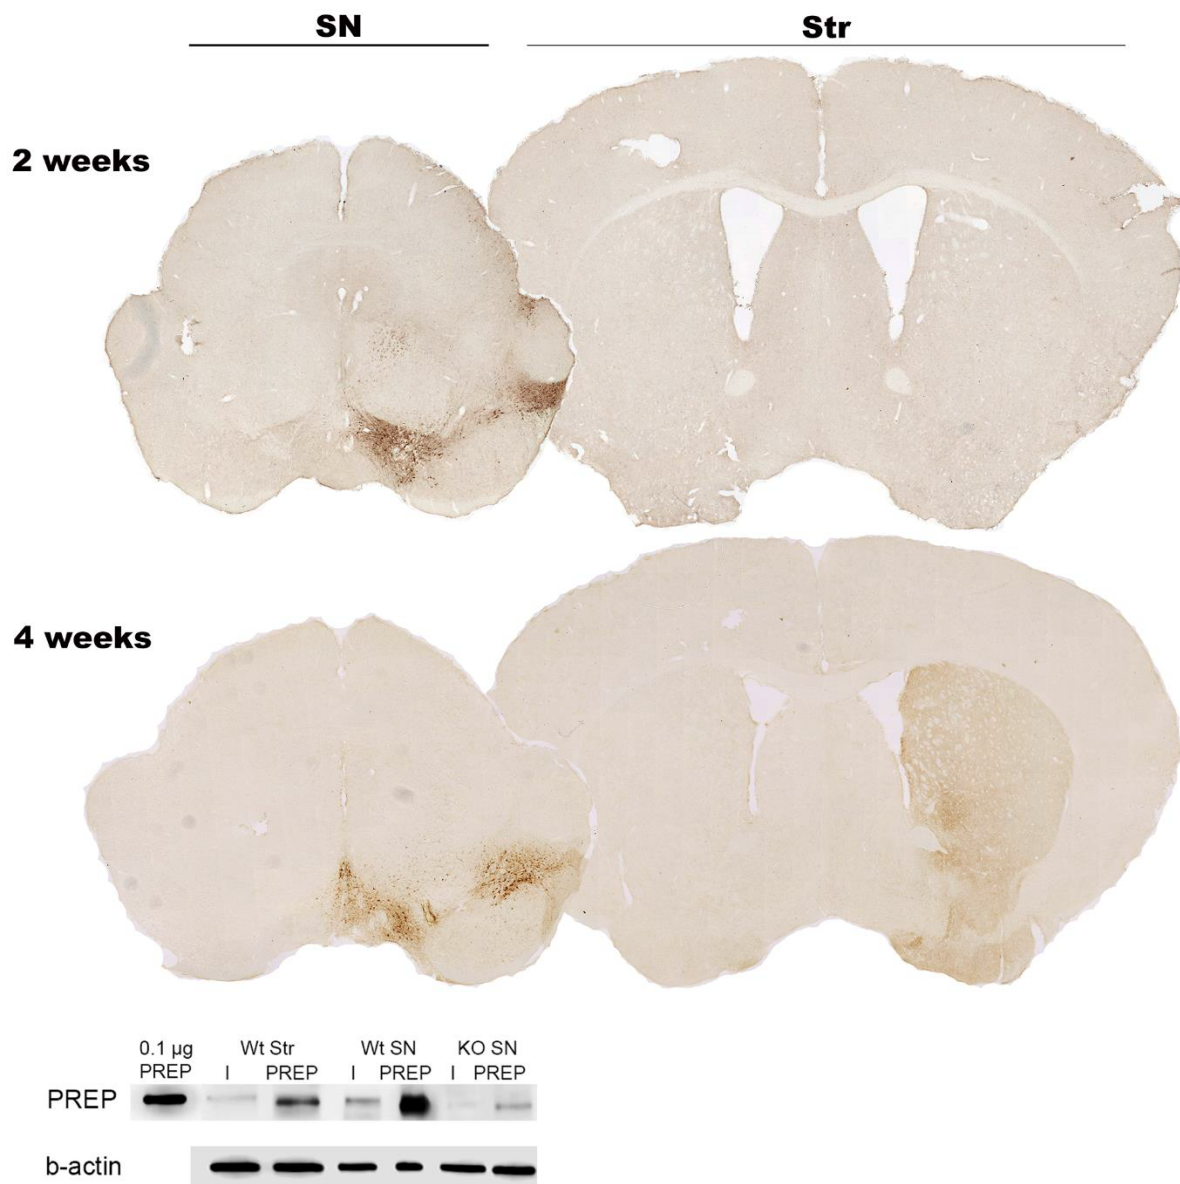 SN Str
2 weeks
4 weeks
0.1 µg Wt Str Wt SN KO SN
PREP I PREP I PREP I PREP
PREP
b-actin